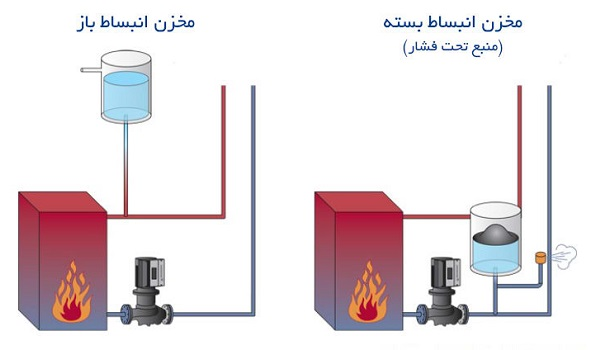 مخزن انبساط بسته
(منبع تحت فشار)
مخزن انبساط باز